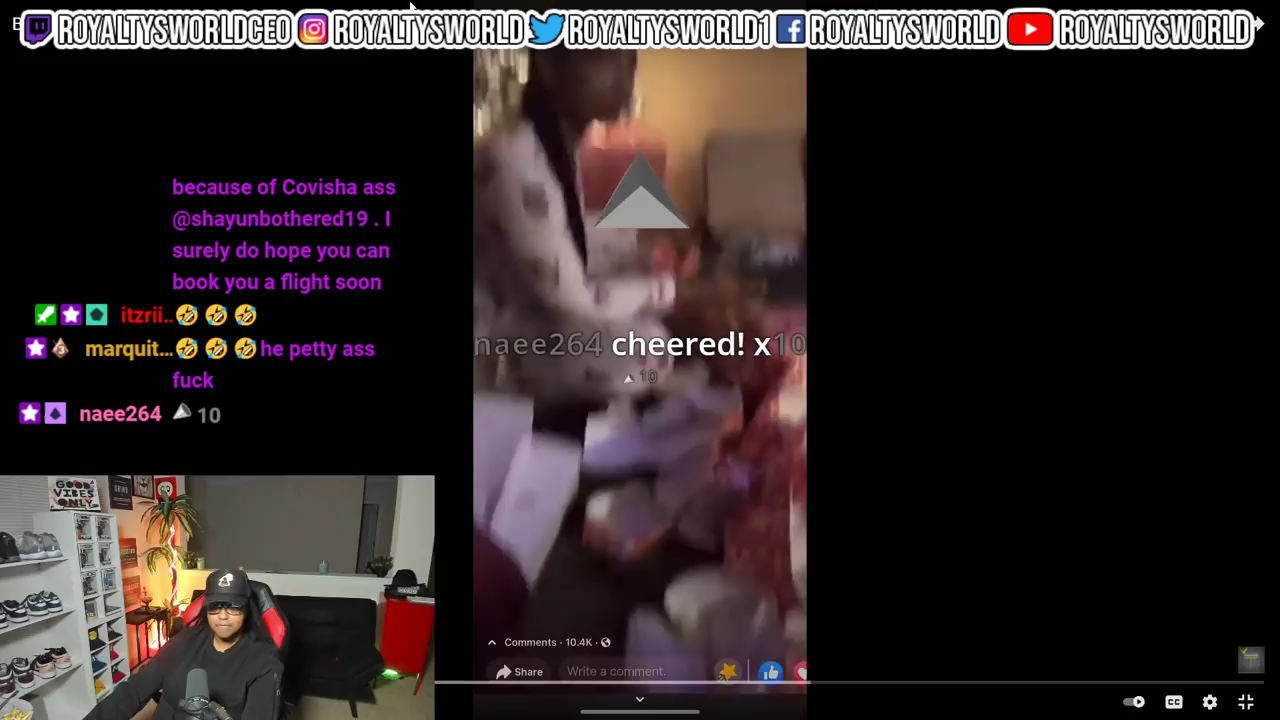 ROYALTYSWORLDCEO ROYALTYSWORLD ROYALTYSWORLD1 ROYALTYSWORLD ROYALTYSWORLD
because of Covisha ass
@shayunbothered19 . I
surely do hope you can
book you a flight soon
itzrii.. 🤣 🤣 🤣
marquit... 🤣 🤣 🤣 he petty ass
fuck
naee264 10
naee264 cheered! x10
10
GOOD
VIBES
ONLY
Comments · 10.4K ·
Share Write a comment.
CC